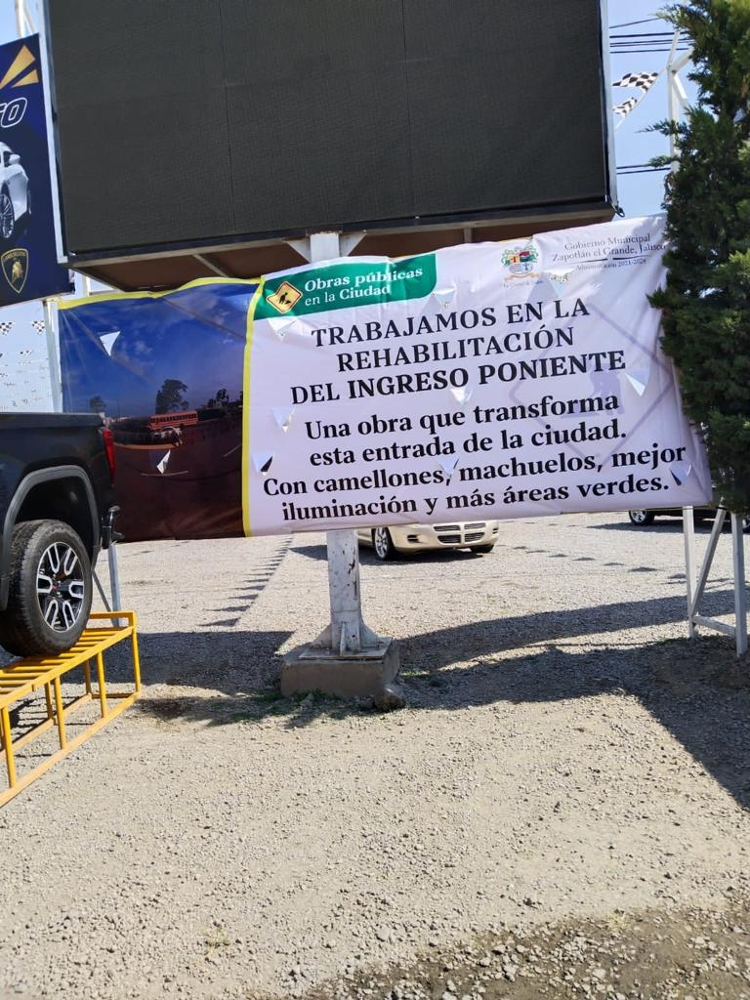 Obras públicas
en la Ciudad
Gobierno Municipal
Zapotlán el Grande, Jalisco
Administración 2021-2024
TRABAJAMOS EN LA
REHABILITACIÓN
DEL INGRESO PONIENTE
Una obra que transforma
esta entrada de la ciudad.
Con camellones, machuelos, mejor
iluminación y más áreas verdes.